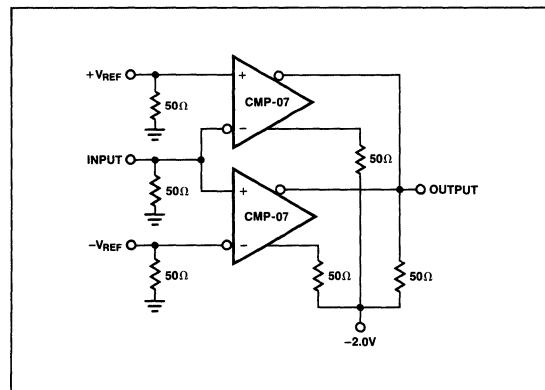 +VREF
+
CMP-07
50Ω
−
INPUT
50Ω
50Ω
+
OUTPUT
CMP-07
−VREF
−
50Ω
50Ω
50Ω
−2.0V